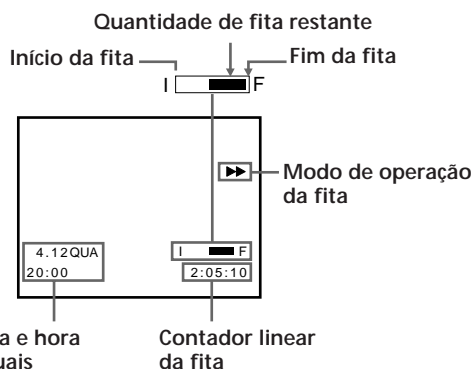 Quantidade de fita restante
Início da fita
Fim da fita
I F
Modo de operação
da fita
I F
4.12QUA
20:00
2:05:10
a e hora
uais
Contador linear
da fita